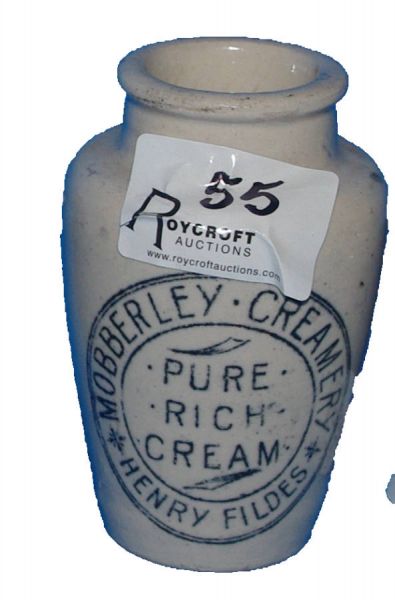 55
ROYCROFT
AUCTIONS
www.roycroftauctions.com
MOBBERLEY · CREAMERY
· PURE ·
· RICH ·
· CREAM ·
* HENRY FILDES *